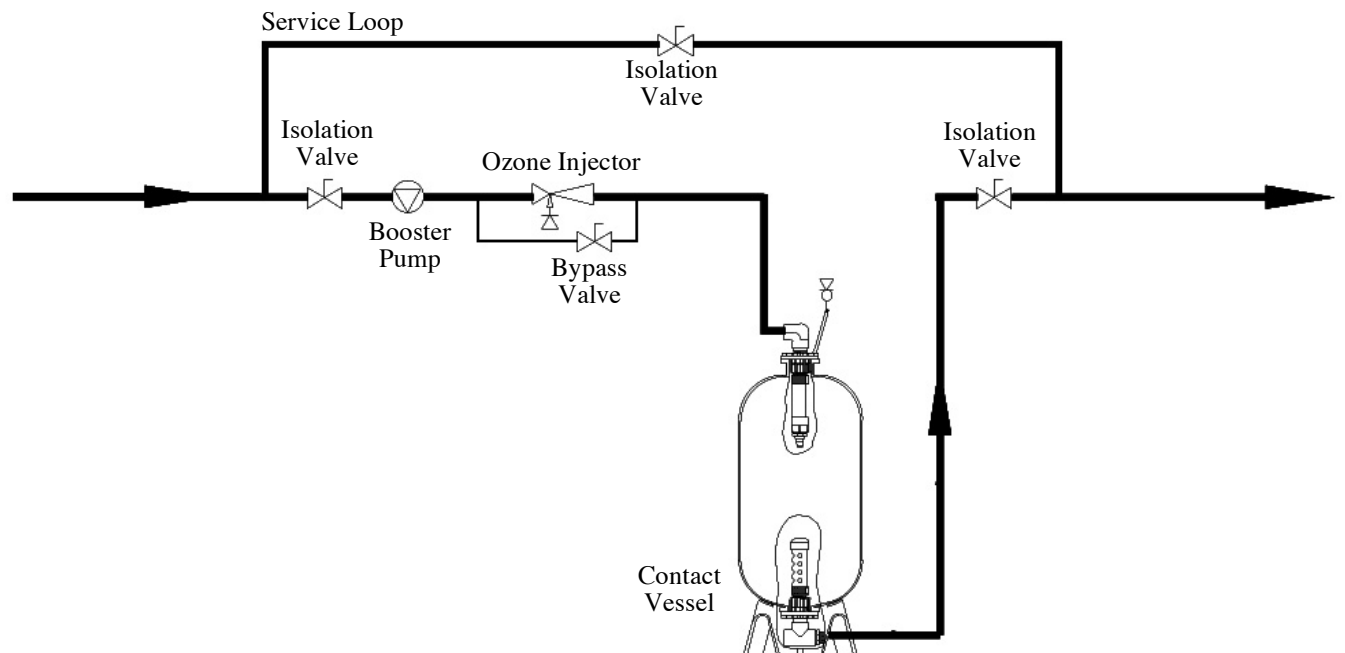 Service Loop
Isolation
Valve
Isolation
Valve
Isolation
Valve
Ozone Injector
Booster
Pump
Bypass
Valve
Contact
Vessel